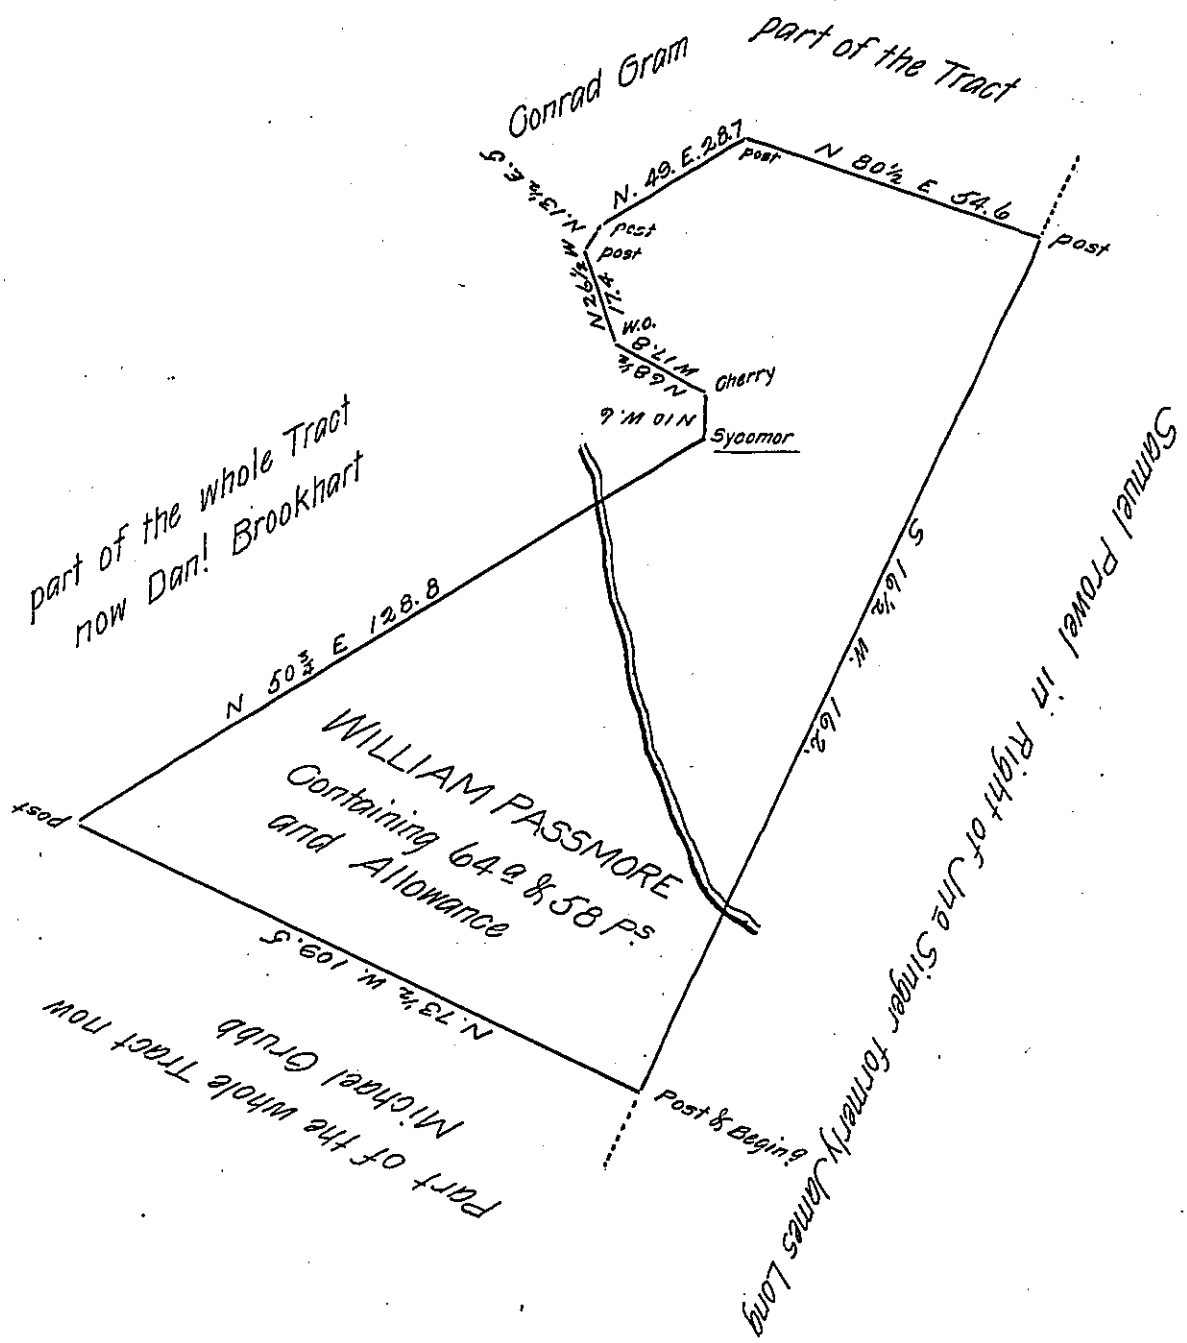 part of the Tract
Conrad Gram
N. 13½ E. 5
N. 49. E. 28.7
post
N 80½ E 54.6
post
post
post
N 26½ W
17.4
W.O.
N 68½
W 17.8
Cherry
N 10 W. 6
Sycomor
part of the whole Tract
now Dan! Brookhart
N 50¾ E 128.8
S 16½ W. 162.
Samuel Prowel in Right of Jnº Singer formerly James Long
WILLIAM PASSMORE
Containing 64ª & 58 Pˢ
and Allowance
post
N. 73½ W. 109.5
Part of the whole Tract now
Michael Grubb
Post & Begining